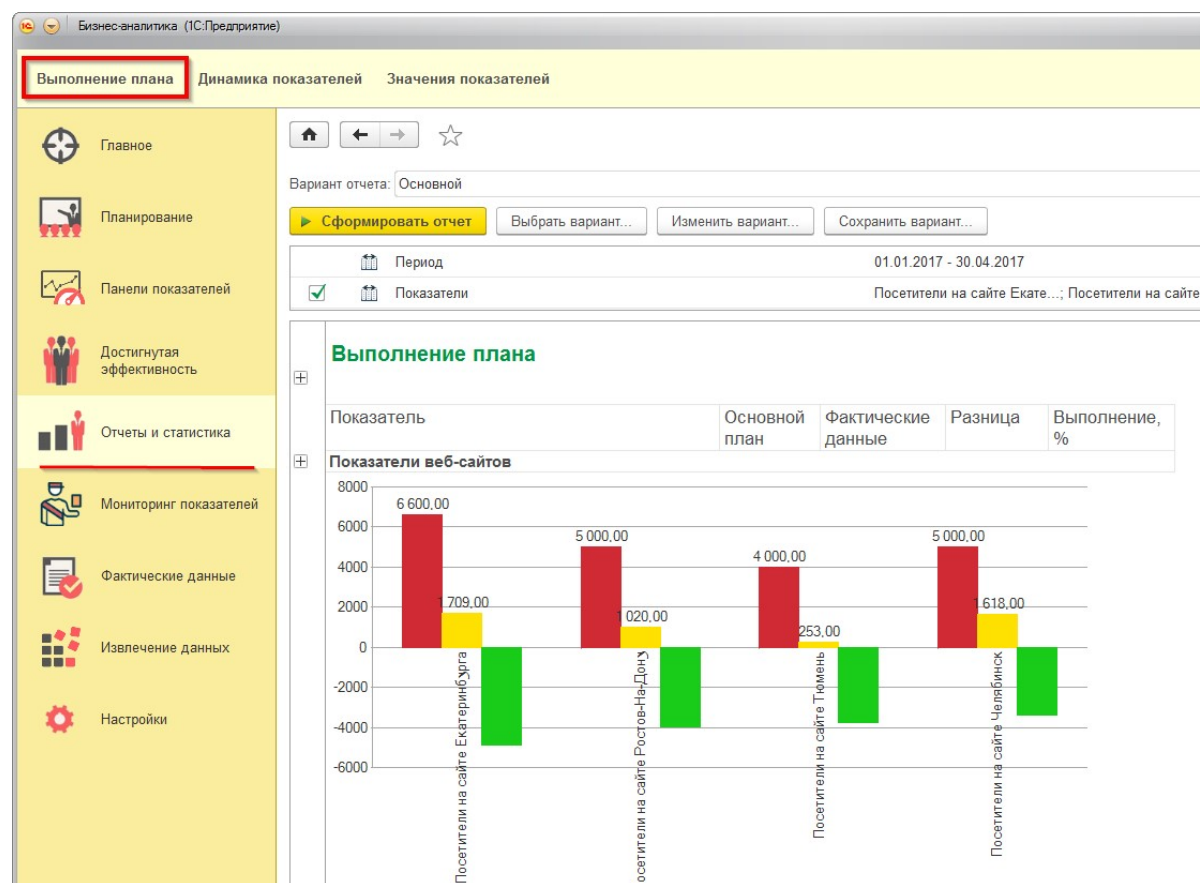 Бизнес-аналитика (1С:Предприятие)
Выполнение плана Динамика показателей Значения показателей
Главное
Планирование
Панели показателей
Достигнутая
эффективность
Отчеты и статистика
Мониторинг показателей
Фактические данные
Извлечение данных
Настройки
Вариант отчета: Основной
Сформировать отчет Выбрать вариант... Изменить вариант... Сохранить вариант...
Период 01.01.2017 - 30.04.2017
Показатели Посетители на сайте Екате...; Посетители на сайте
Выполнение плана
Показатель Основной Фактические Разница Выполнение,
план данные %
Показатели веб-сайтов
8000
6 600,00
6000
5 000,00
4 000,00
5 000,00
4000
2000
1 709,00
1 020,00
253,00
1 618,00
0
-2000
-4000
-6000
Посетители на сайте Екатеринбурга
осетители на сайте Ростов-На-Дону
Посетители на сайте Тюмень
Посетители на сайте Челябинск